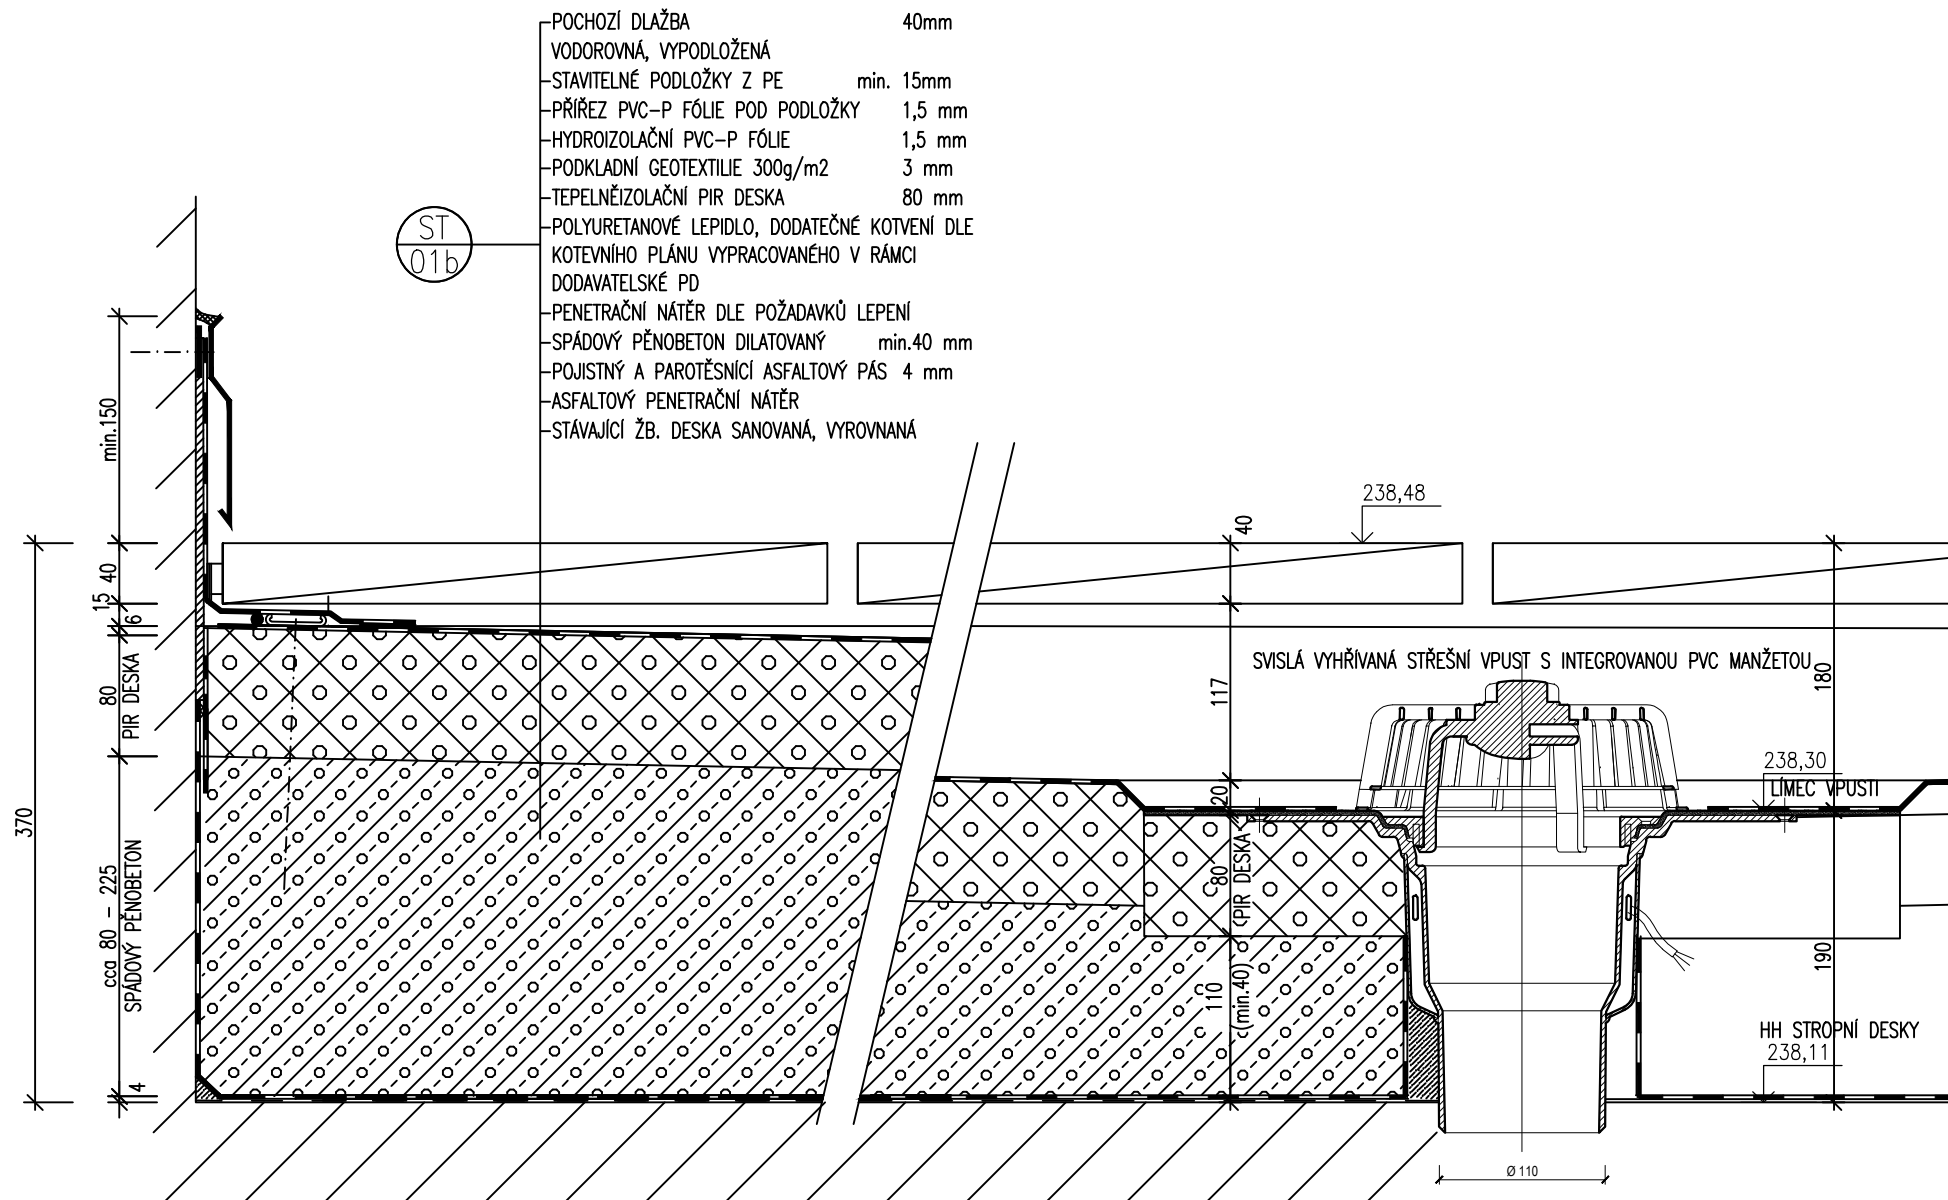 POCHOZÍ DLAŽBA 40mm
VODOROVNÁ, VYPODLOŽENÁ
STAVITELNÉ PODLOŽKY Z PE min. 15mm
PŘÍŘEZ PVC-P FÓLIE POD PODLOŽKY 1,5 mm
HYDROIZOLAČNÍ PVC-P FÓLIE 1,5 mm
PODKLADNÍ GEOTEXTILIE 300g/m2 3 mm
TEPELNĚIZOLAČNÍ PIR DESKA 80 mm
POLYURETANOVÉ LEPIDLO, DODATEČNÉ KOTVENÍ DLE
KOTEVNÍHO PLÁNU VYPRACOVANÉHO V RÁMCI
DODAVATELSKÉ PD
PENETRAČNÍ NÁTĚR DLE POŽADAVKŮ LEPENÍ
SPÁDOVÝ PĚNOBETON DILATOVANÝ min.40 mm
POJISTNÝ A PAROTĚSNÍCÍ ASFALTOVÝ PÁS 4 mm
ASFALTOVÝ PENETRAČNÍ NÁTĚR
STÁVAJÍCÍ ŽB. DESKA SANOVANÁ, VYROVNANÁ
ST
01b
min.150
40
15
6
80
PIR DESKA
370
cca 80 - 225
SPÁDOVÝ PĚNOBETON
4
238,48
40
117
SVISLÁ VYHŘÍVANÁ STŘEŠNÍ VPUST S INTEGROVANOU PVC MANŽETOU
180
238,30
LÍMEC VPUSTI
20
80
(PIR DESKA
110
(min.40)
190
HH STROPNÍ DESKY
238,11
Ø 110